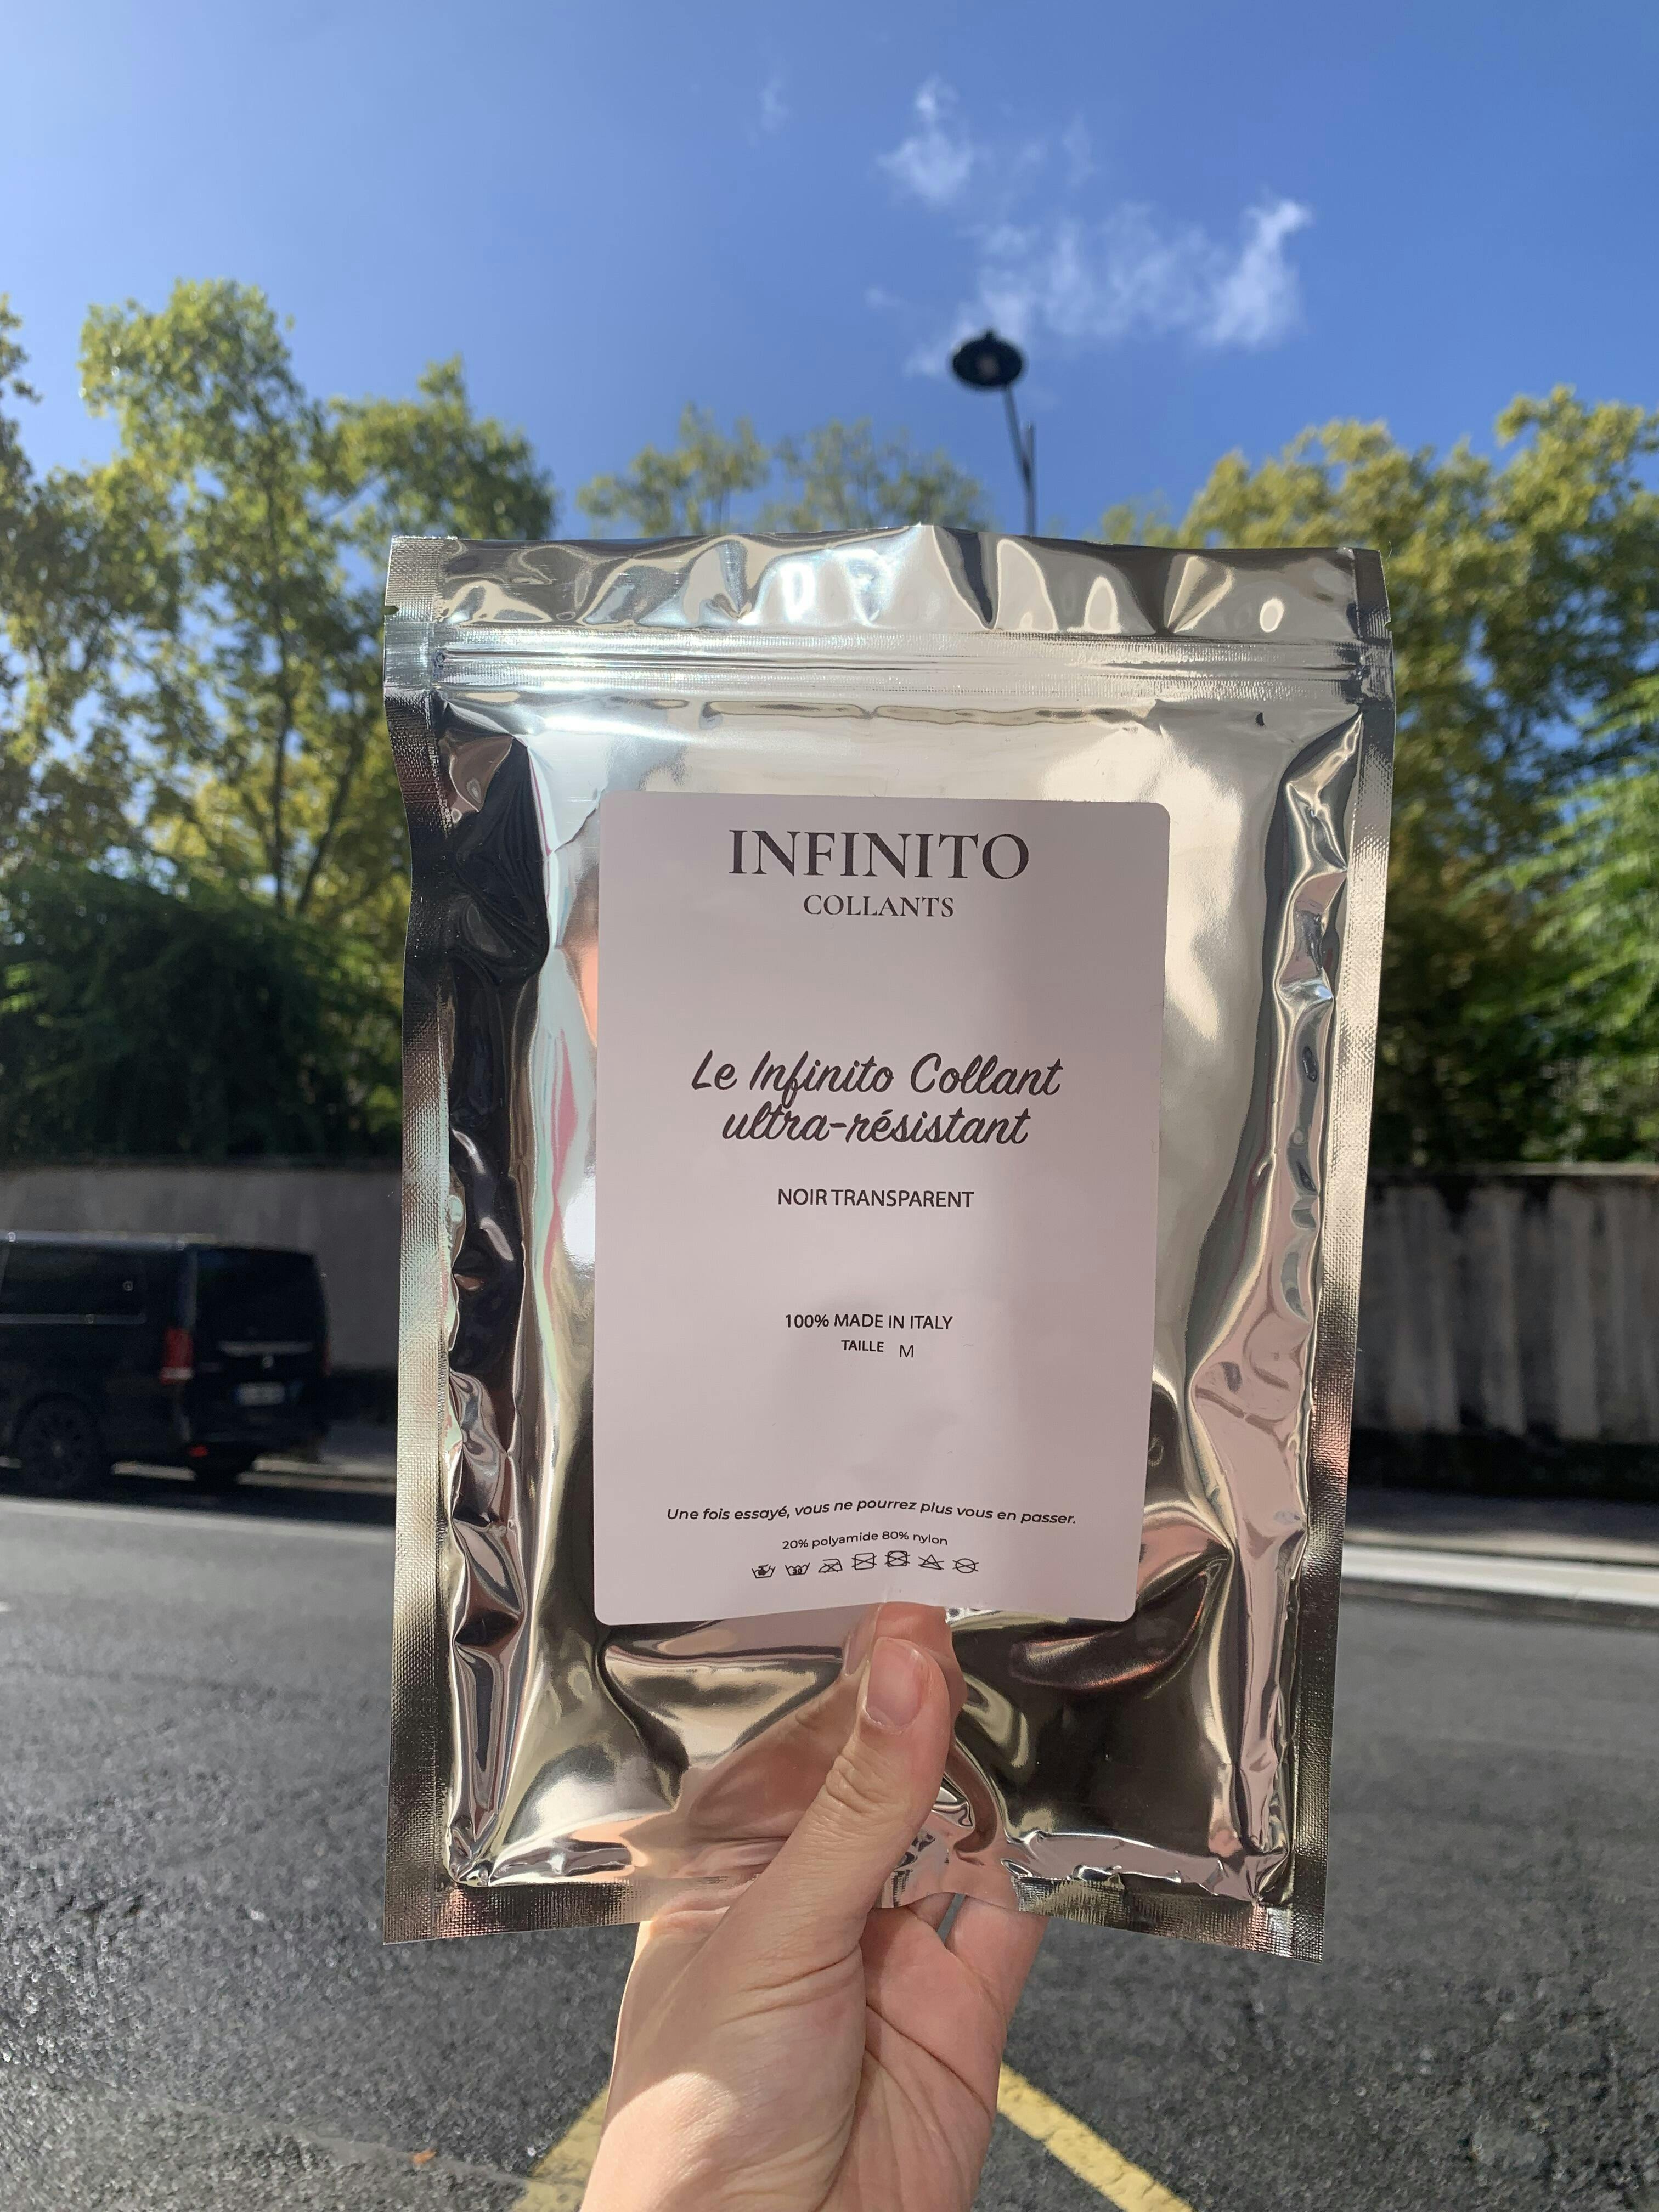 INFINITO
COLLANTS
Le Infinito Collant
ultra-résistant
NOIR TRANSPARENT
100% MADE IN ITALY
TAILLE M
Une fois essayé, vous ne pourrez plus vous en passer.
20% polyamide 80% nylon